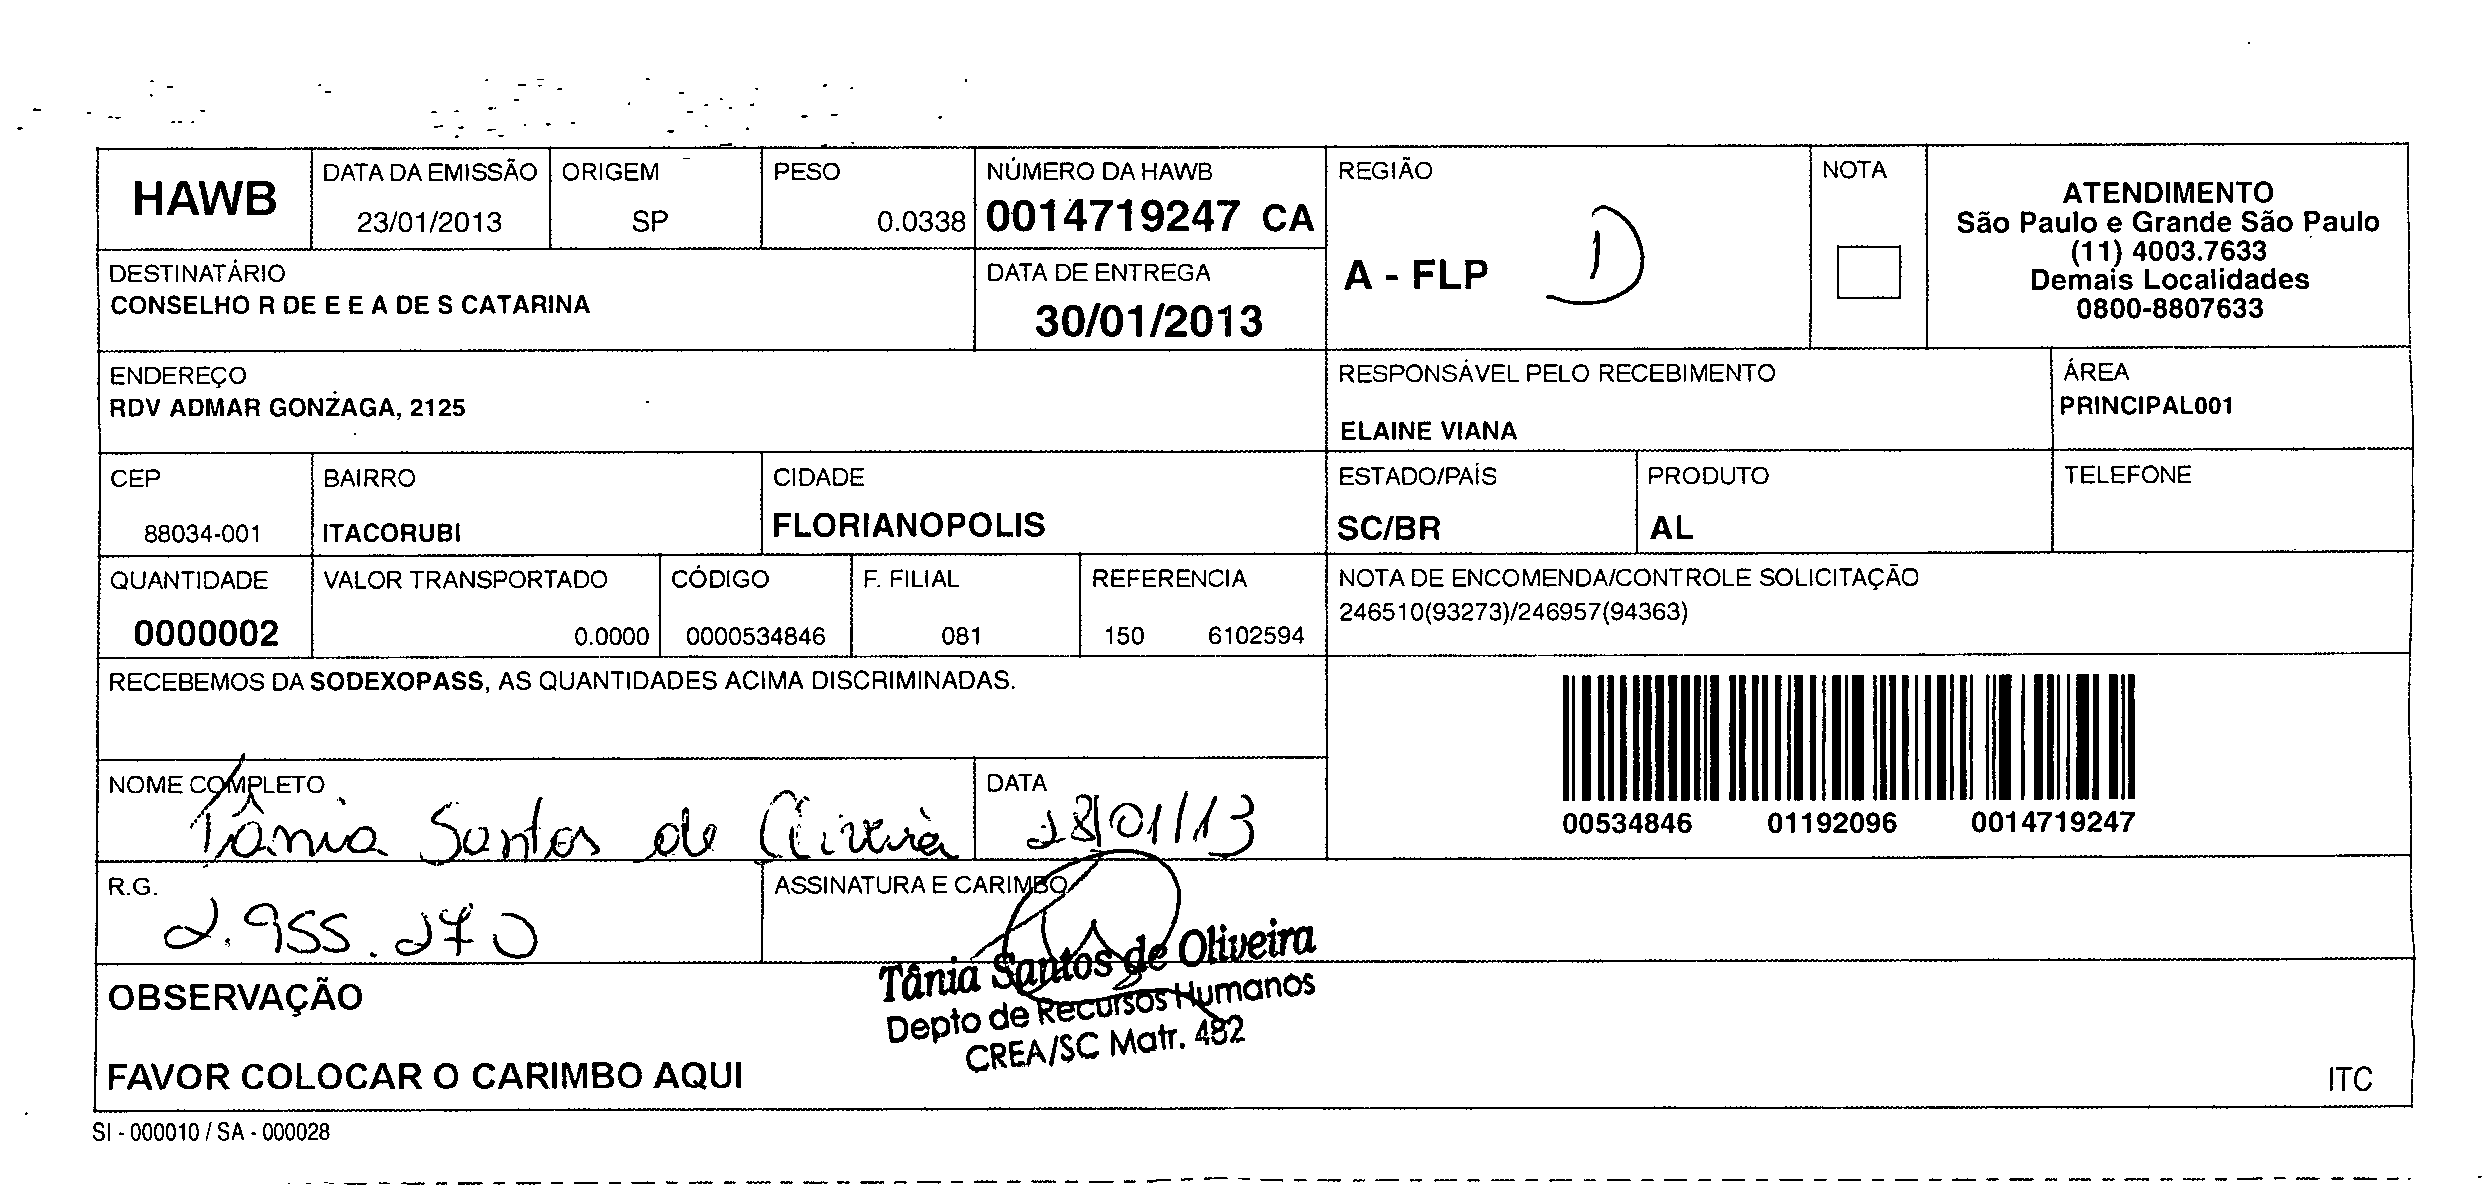 HAWB
DATA DA EMISSÃO
23/01/2013
ORIGEM
SP
PESO
0.0338
NÚMERO DA HAWB
0014719247 CA
REGIÃO
A - FLP
D
NOTA
ATENDIMENTO
São Paulo e Grande São Paulo
(11) 4003.7633
Demais Localidades
0800-8807633
DESTINATÁRIO
CONSELHO R DE E E A DE S CATARINA
DATA DE ENTREGA
30/01/2013
ENDEREÇO
RDV ADMAR GONZAGA, 2125
RESPONSÁVEL PELO RECEBIMENTO
ELAINE VIANA
ÁREA
PRINCIPAL001
CEP
88034-001
BAIRRO
ITACORUBI
CIDADE
FLORIANOPOLIS
ESTADO/PAÍS
SC/BR
PRODUTO
AL
TELEFONE
QUANTIDADE
0000002
VALOR TRANSPORTADO
0.0000
CÓDIGO
0000534846
F. FILIAL
081
REFERENCIA
150 6102594
NOTA DE ENCOMENDA/CONTROLE SOLICITAÇÃO
246510(93273)/246957(94363)
RECEBEMOS DA SODEXOPASS, AS QUANTIDADES ACIMA DISCRIMINADAS.
00534846 01192096 0014719247
NOME COMPLETO
Tânia Santos de Oliveira
DATA
28/01/13
R.G.
2.955.270
ASSINATURA E CARIMBO
Tânia Santos de Oliveira
Depto de Recursos Humanos
CREA/SC Matr. 482
OBSERVAÇÃO
FAVOR COLOCAR O CARIMBO AQUI
ITC
SI - 000010 / SA - 000028